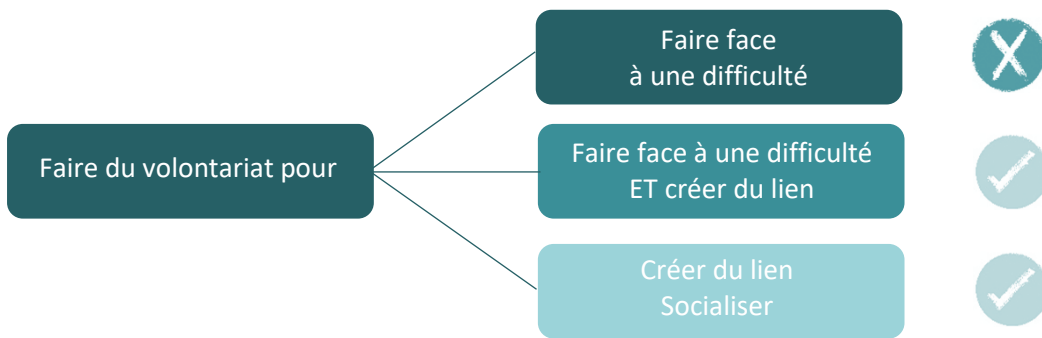 Faire face
à une difficulté
Faire du volontariat pour
Faire face à une difficulté
ET créer du lien
Créer du lien
Socialiser